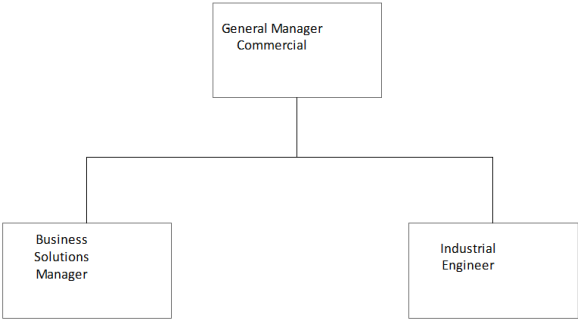 General Manager
Commercial
Business
Solutions
Manager
Industrial
Engineer